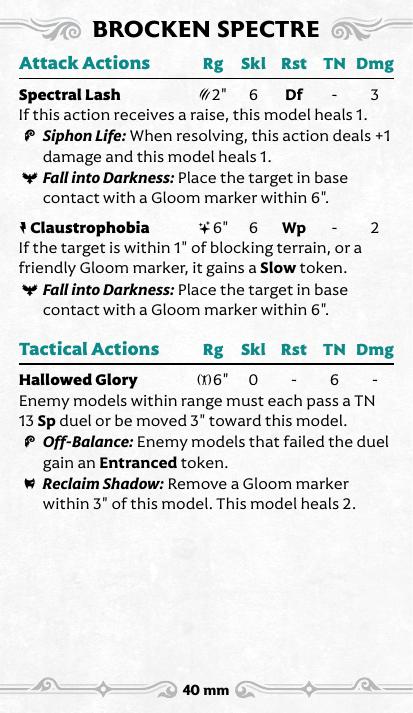 BROCKEN SPECTRE
Attack Actions Rg Skl Rst TN Dmg
Spectral Lash 2" 6 Df - 3
If this action receives a raise, this model heals 1.
Siphon Life: When resolving, this action deals +1
damage and this model heals 1.
Fall into Darkness: Place the target in base
contact with a Gloom marker within 6".
Claustrophobia 6" 6 Wp - 2
If the target is within 1" of blocking terrain, or a
friendly Gloom marker, it gains a Slow token.
Fall into Darkness: Place the target in base
contact with a Gloom marker within 6".
Tactical Actions Rg Skl Rst TN Dmg
Hallowed Glory 6" 0 - 6 -
Enemy models within range must each pass a TN
13 Sp duel or be moved 3" toward this model.
Off-Balance: Enemy models that failed the duel
gain an Entranced token.
Reclaim Shadow: Remove a Gloom marker
within 3" of this model. This model heals 2.
40 mm